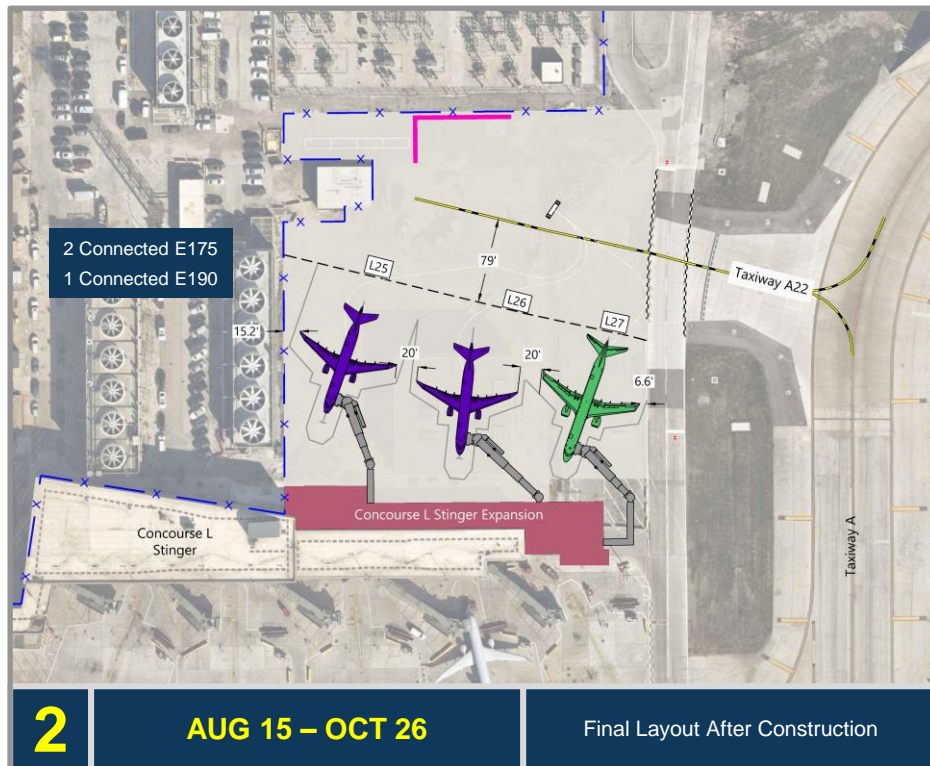 2 Connected E175
1 Connected E190
L25
79'
L26
L27
Taxiway A22
15.2'
20'
20'
6.6'
Concourse L Stinger Expansion
Concourse L
Stinger
Taxiway A
2
AUG 15 – OCT 26
Final Layout After Construction